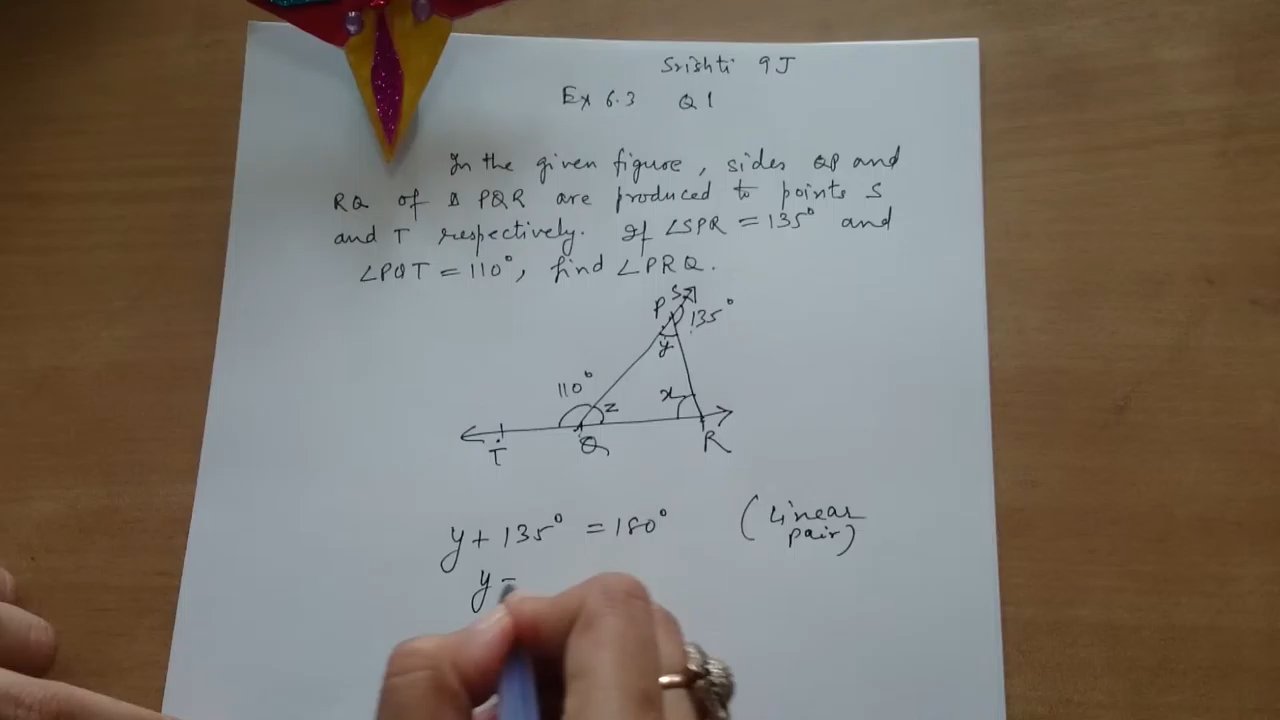 Srishti 9J
Ex 6.3 Q1
In the given figure, sides QP and
RQ of Δ PQR are produced to points S
and T respectively. If ∠SPR = 135° and
∠PQT = 110°, find ∠PRQ.
P S
135°
y
110°
z
x
T Q R
y + 135° = 180° (Linear
pair)
y =